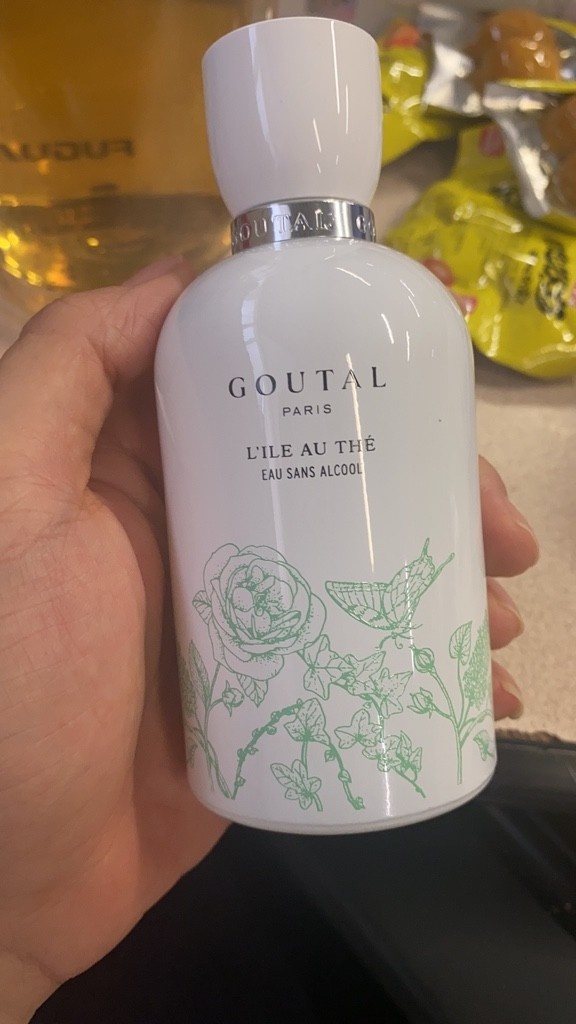 GOUTAL
GOUTAL
PARIS
L'ILE AU THÉ
EAU SANS ALCOOL